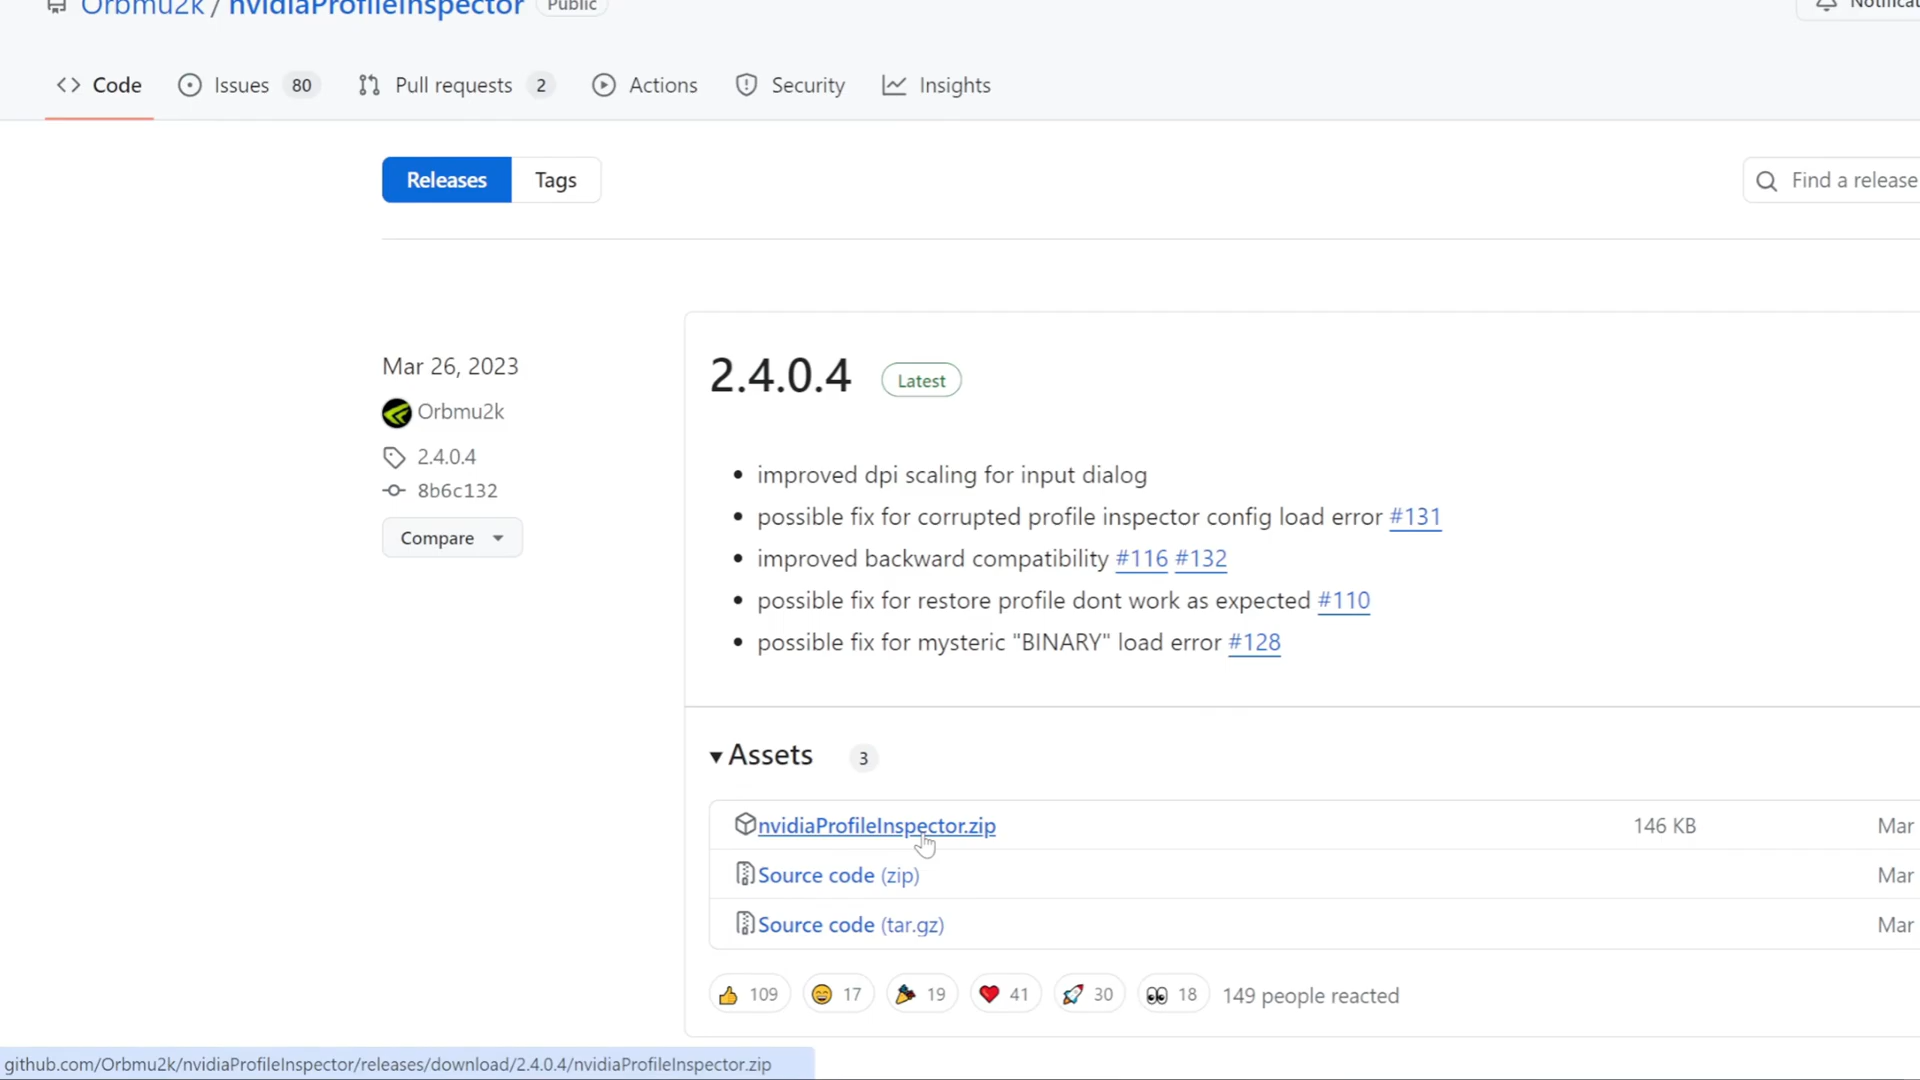 Orbmu2k / nvidiaProfileInspector Public
Notificat
Code Issues 80 Pull requests 2 Actions Security Insights
Releases Tags
Find a release
Mar 26, 2023
Orbmu2k
2.4.0.4
8b6c132
Compare
2.4.0.4 Latest
• improved dpi scaling for input dialog
• possible fix for corrupted profile inspector config load error #131
• improved backward compatibility #116 #132
• possible fix for restore profile dont work as expected #110
• possible fix for mysteric "BINARY" load error #128
Assets 3
nvidiaProfileInspector.zip 146 KB Mar
Source code (zip) Mar
Source code (tar.gz) Mar
109 17 19 41 30 18 149 people reacted
github.com/Orbmu2k/nvidiaProfileInspector/releases/download/2.4.0.4/nvidiaProfileInspector.zip